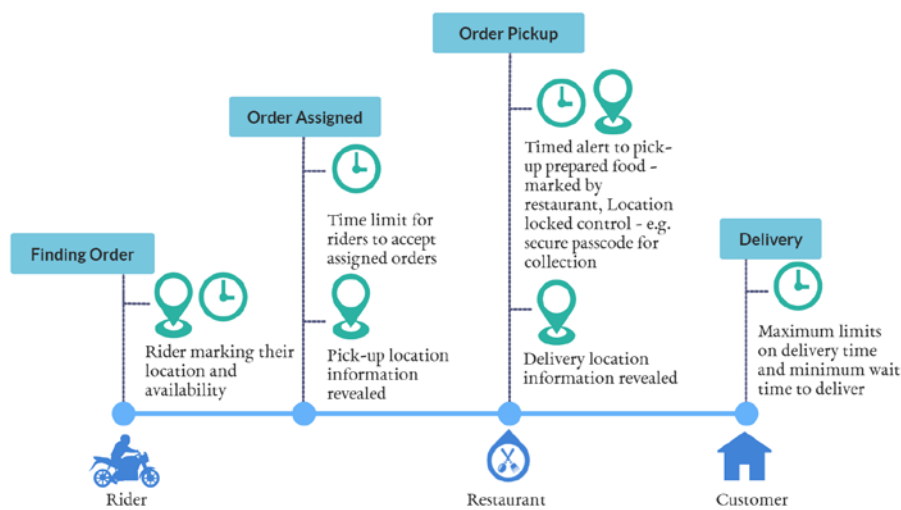 Order Pickup
Order Assigned
Timed alert to pick-
up prepared food -
marked by
restaurant, Location
locked control - e.g.
secure passcode for
collection
Time limit for
riders to accept
assigned orders
Finding Order
Delivery
Rider marking their
location and
availability
Pick-up location
information
revealed
Delivery location
information revealed
Maximum limits
on delivery time
and minimum wait
time to deliver
Rider
Restaurant
Customer